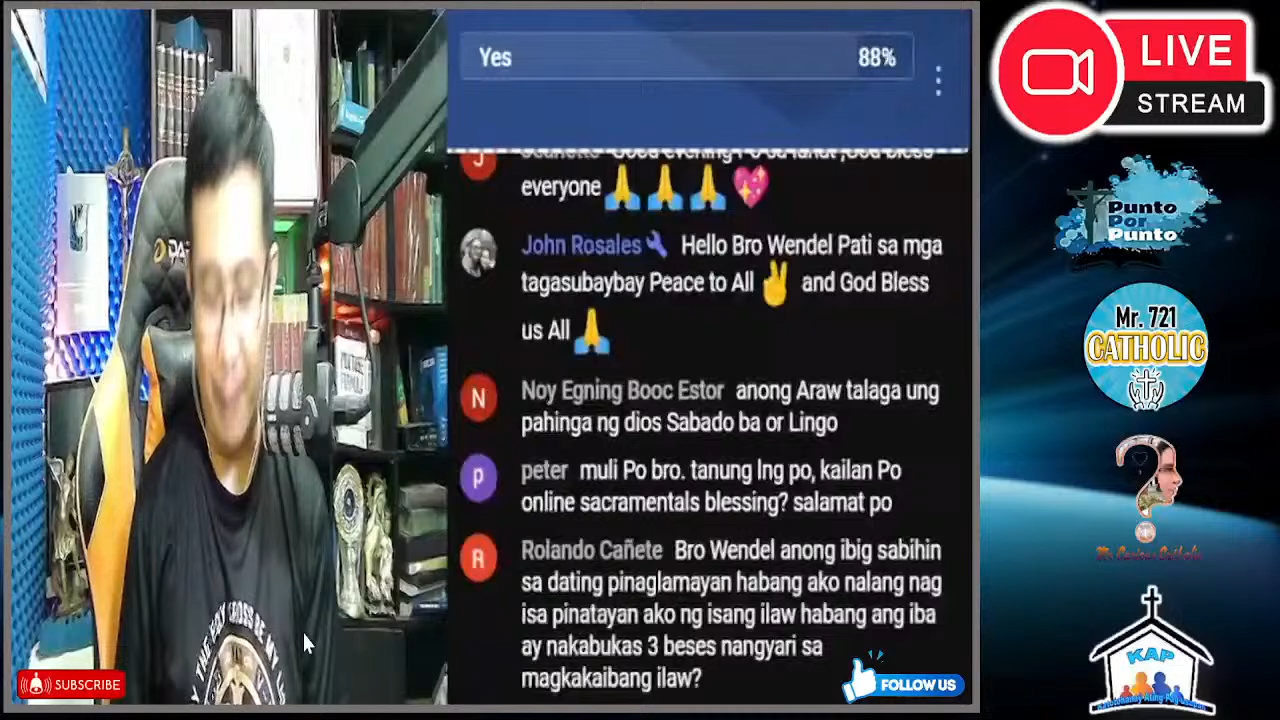 Yes
88%
everyone
John Rosales Hello Bro Wendel Pati sa mga
tagasubaybay Peace to All and God Bless
us All
N
Noy Egning Booc Estor anong Araw talaga ung
pahinga ng dios Sabado ba or Lingo
p
peter muli Po bro. tanung lng po, kailan Po
online sacramentals blessing? salamat po
R
Rolando Cañete Bro Wendel anong ibig sabihin
sa dating pinaglamayan habang ako nalang nag
isa pinatayan ako ng isang ilaw habang ang iba
ay nakabukas 3 beses nangyari sa
magkakaibang ilaw?
SUBSCRIBE
FOLLOW US
LIVE
STREAM
Punto
Por
Punto
Mr. 721
CATHOLIC
KAP